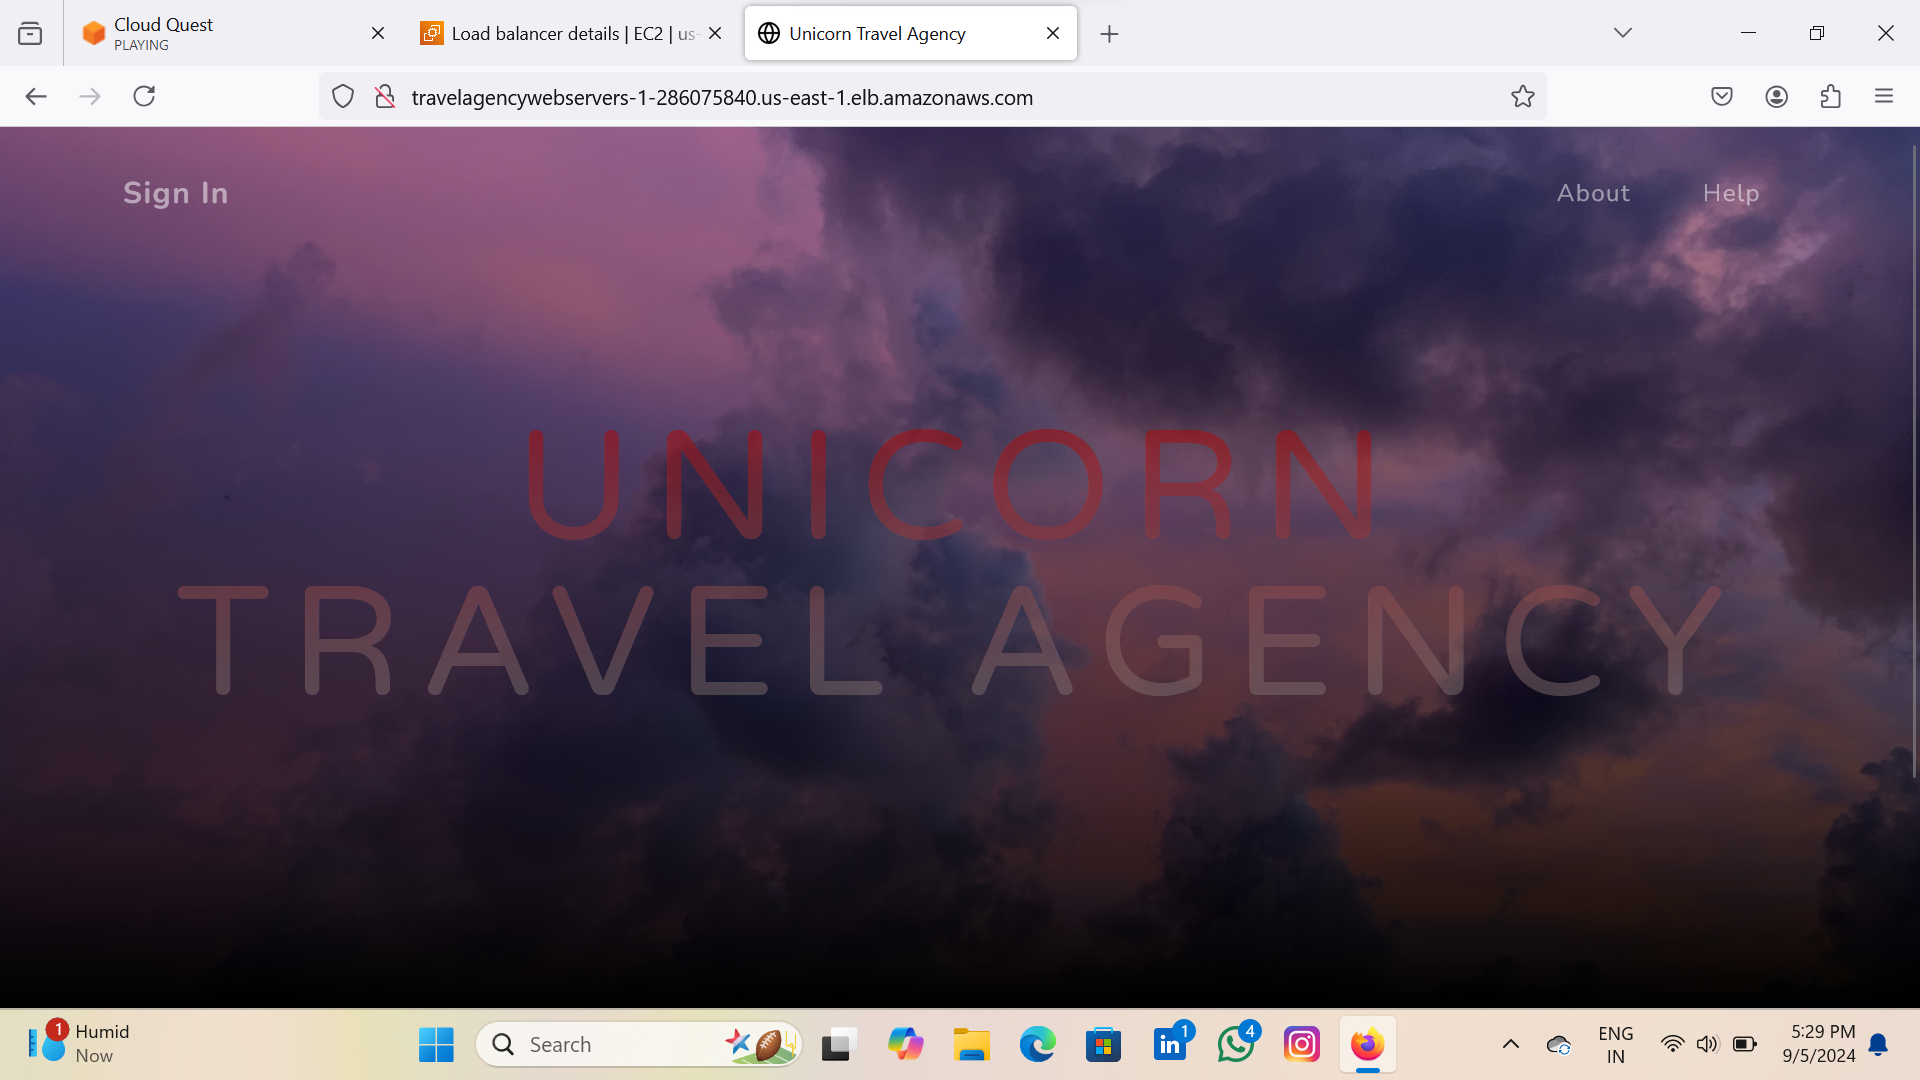 Cloud Quest
PLAYING
Load balancer details | EC2 | us-
Unicorn Travel Agency
travelagencywebservers-1-286075840.us-east-1.elb.amazonaws.com
Sign In
About
Help
UNICORN
TRAVEL AGENCY
1
Humid
Now
Search
1
4
ENG
IN
5:29 PM
9/5/2024